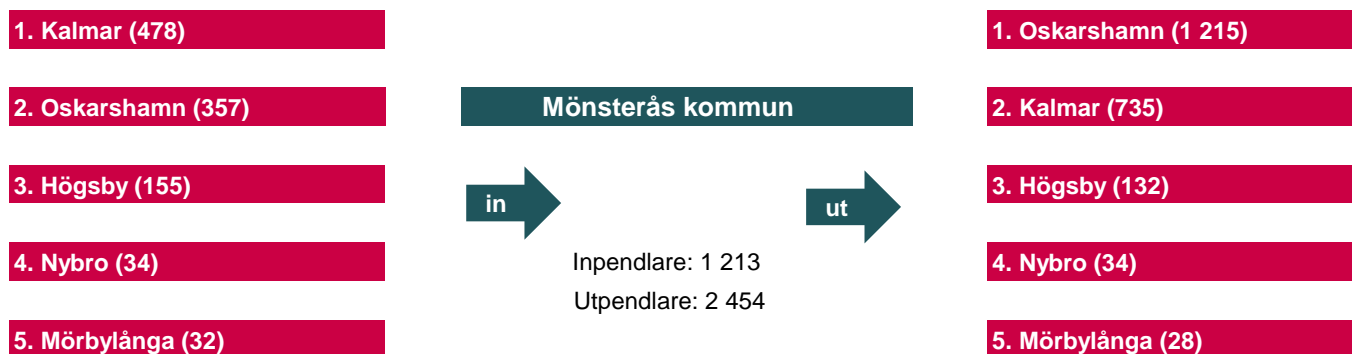 1. Kalmar (478)
2. Oskarshamn (357)
3. Högsby (155)
4. Nybro (34)
5. Mörbylånga (32)
Mönsterås kommun
in
ut
Inpendlare: 1 213
Utpendlare: 2 454
1. Oskarshamn (1 215)
2. Kalmar (735)
3. Högsby (132)
4. Nybro (34)
5. Mörbylånga (28)